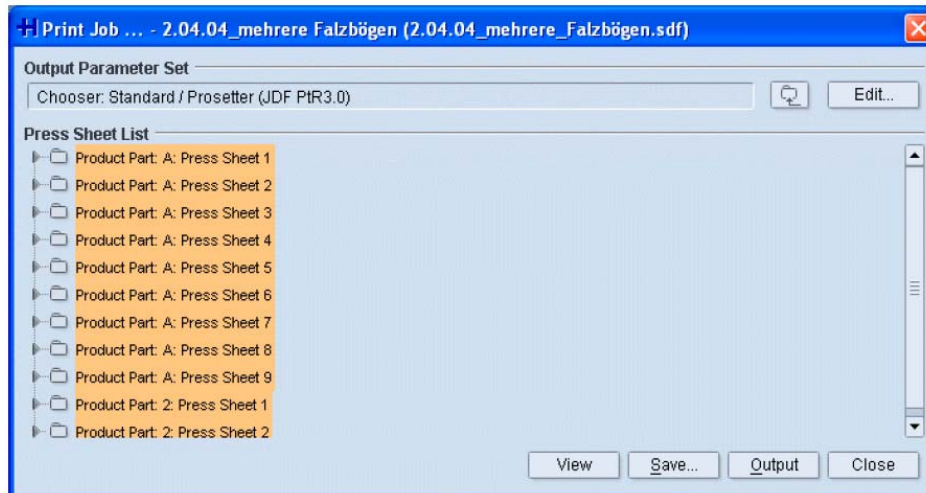 Print Job ... - 2.04.04_mehrere Falzbögen (2.04.04_mehrere_Falzbögen.sdf)
Output Parameter Set
Chooser: Standard / Prosetter (JDF PtR3.0)
Edit...
Press Sheet List
Product Part: A: Press Sheet 1
Product Part: A: Press Sheet 2
Product Part: A: Press Sheet 3
Product Part: A: Press Sheet 4
Product Part: A: Press Sheet 5
Product Part: A: Press Sheet 6
Product Part: A: Press Sheet 7
Product Part: A: Press Sheet 8
Product Part: A: Press Sheet 9
Product Part: 2: Press Sheet 1
Product Part: 2: Press Sheet 2
View Save... Output Close